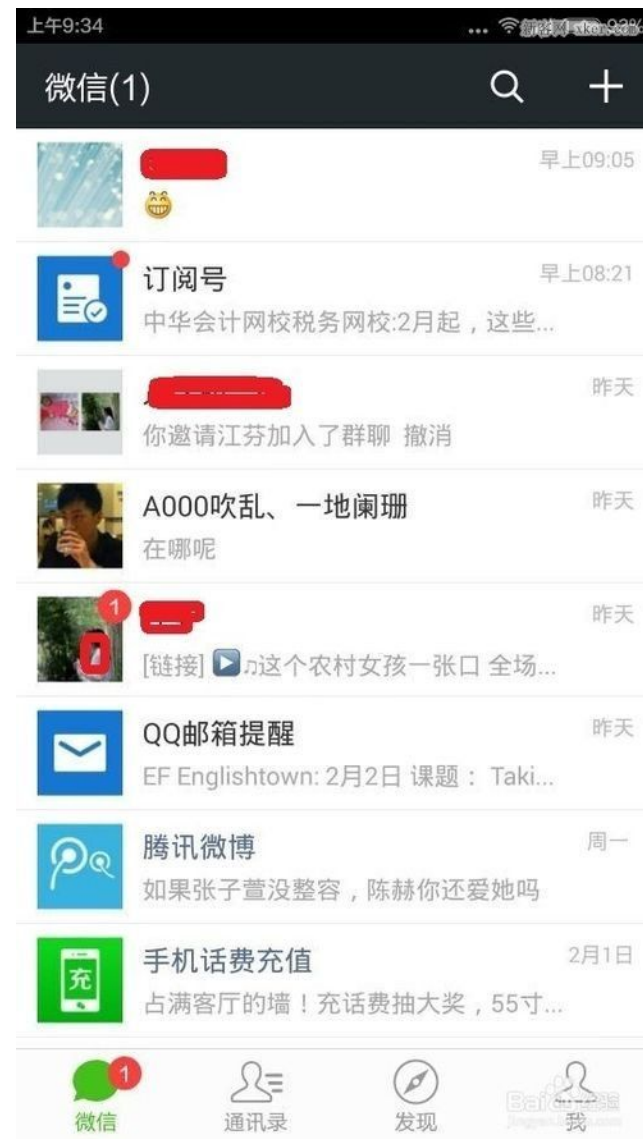 上午9:34
微信(1)
早上09:05
订阅号
早上08:21
中华会计网校税务网校:2月起，这些...
昨天
你邀请江芬加入了群聊 撤消
A000吹乱、一地阑珊
昨天
在哪呢
1
昨天
[链接] ▶♫这个农村女孩一张口 全场...
QQ邮箱提醒
昨天
EF Englishtown: 2月2日 课题： Taki...
腾讯微博
周一
如果张子萱没整容，陈赫你还爱她吗
手机话费充值
2月1日
充
占满客厅的墙！充话费抽大奖，55寸...
1
微信
通讯录
发现
我
Baidu经验